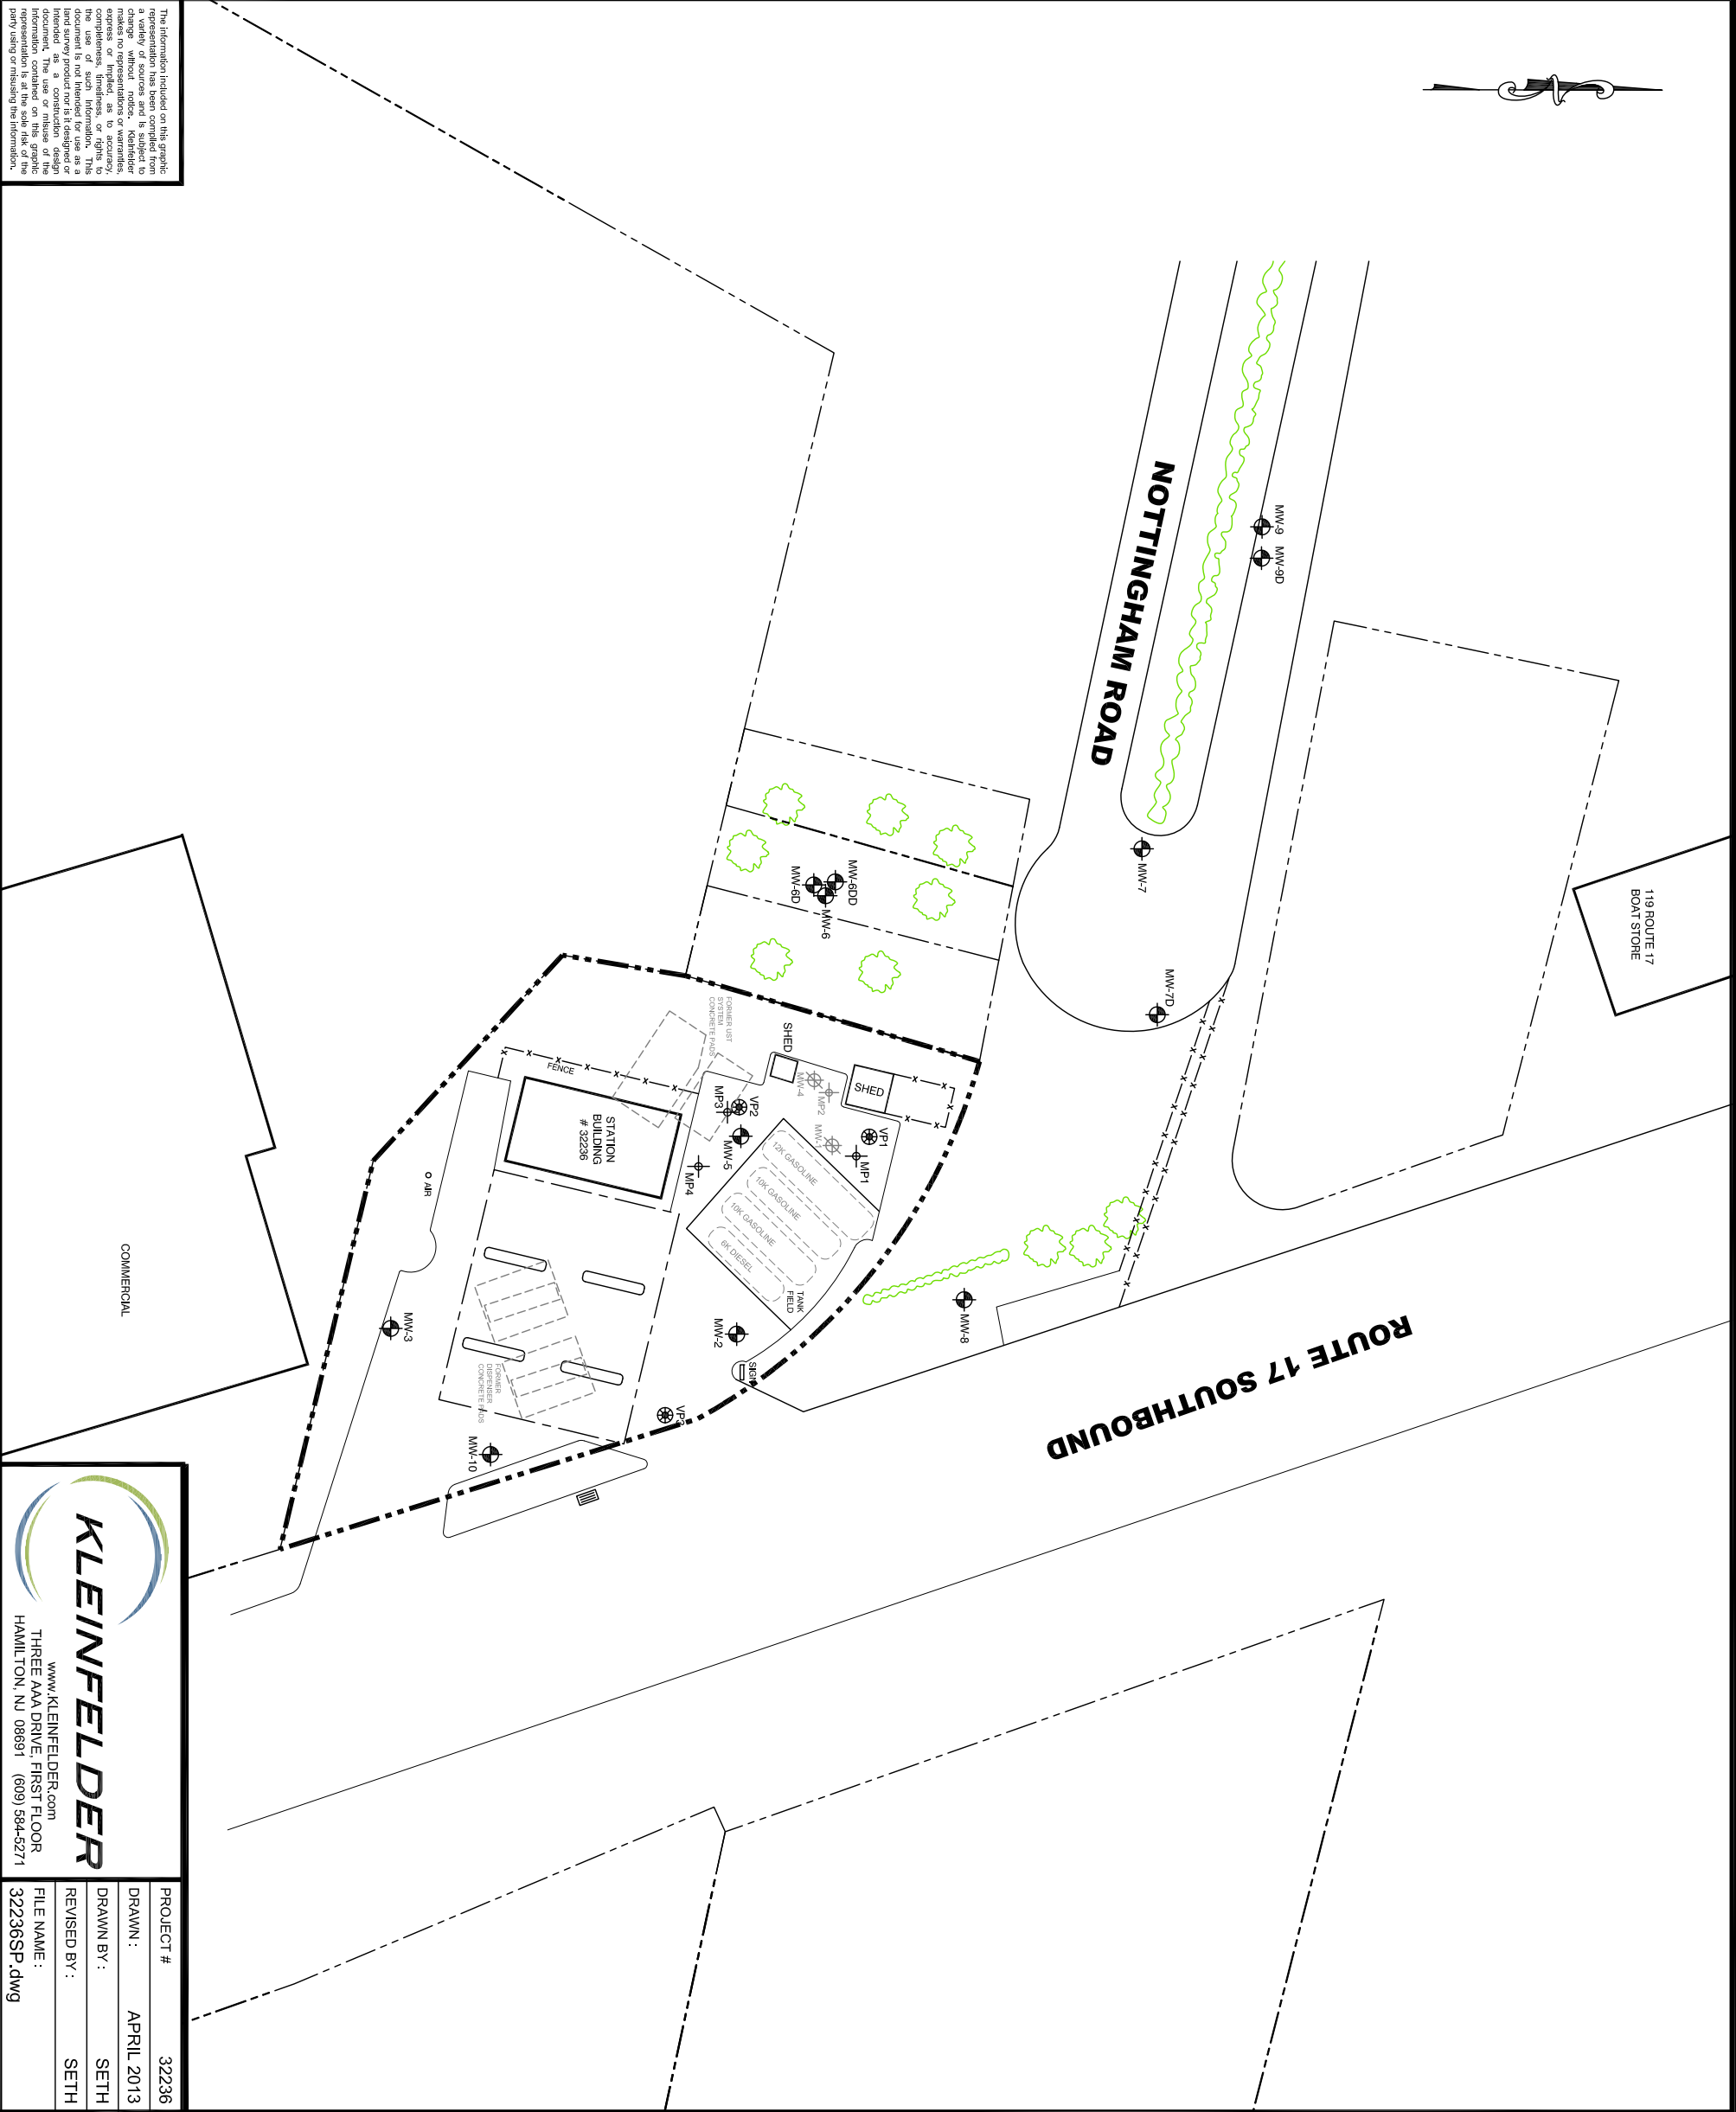 119 ROUTE 17
BOAT STORE
MW-9
MW-9D
NOTTINGHAM ROAD
MW-7
MW-7D
MW-6DD
MW-6
MW-6D
ROUTE 17 SOUTHBOUND
MW-8
SHED
SHED
FORMER UST
SYSTEM
CONCRETE PADS
MP2
MW-4
MW-1
VP1
MP1
VP2
MP3
MW-5
MP4
12K GASOLINE
10K GASOLINE
10K GASOLINE
6K DIESEL
TANK
FIELD
FENCE
STATION
BUILDING
# 32236
MW-2
SIGN
VP3
FORMER
DISPENSER
CONCRETE PADS
MW-10
AIR
MW-3
COMMERCIAL
The information included on this graphic
representation has been compiled from
a variety of sources and is subject to
change without notice. Kleinfelder
makes no representations or warranties,
express or implied, as to accuracy,
completeness, timeliness, or rights to
the use of such information. This
document is not intended for use as a
land survey product nor is it designed or
intended as a construction design
document. The use or misuse of the
information contained on this graphic
representation is at the sole risk of the
party using or misusing the information.
KLEINFELDER
www.KLEINFELDER.com
THREE AAA DRIVE, FIRST FLOOR
HAMILTON, NJ 08691 (609) 584-5271
PROJECT # 32236
DRAWN : APRIL 2013
DRAWN BY : SETH
REVISED BY : SETH
FILE NAME :
32236SP.dwg